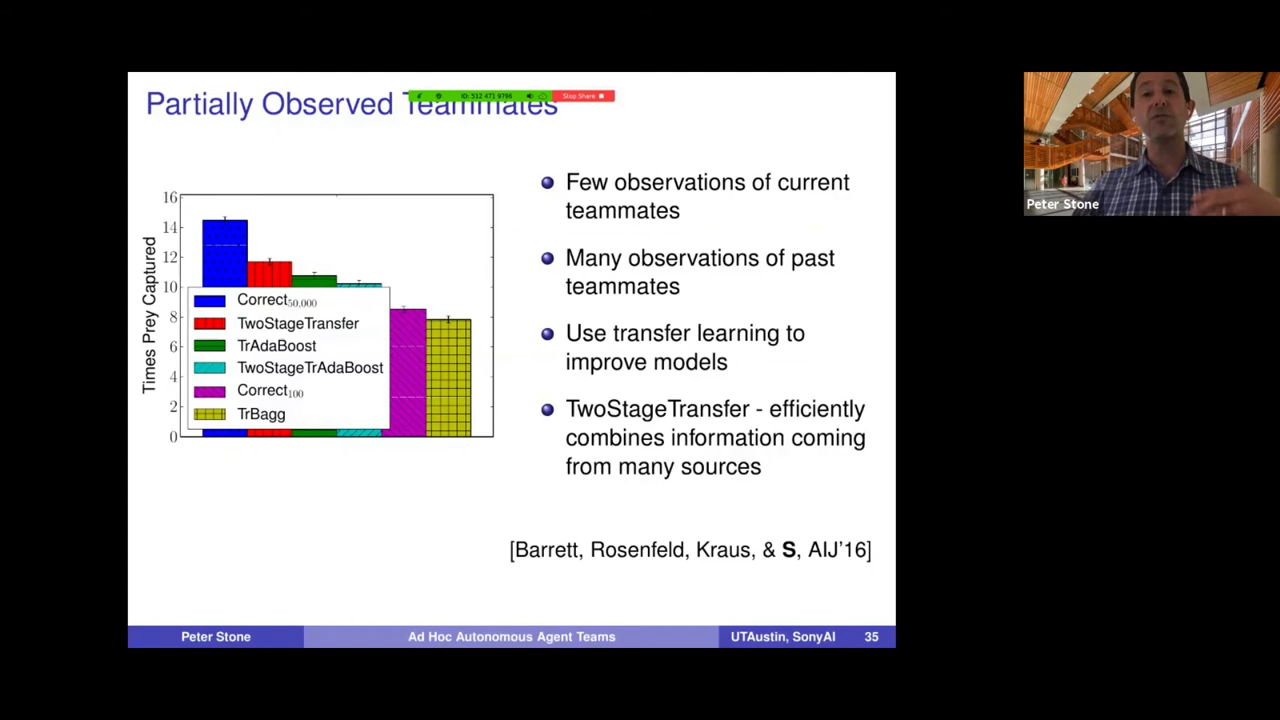 Partially Observed Teammates
ID: 512 471 9796
Stop Share
16
14
12
10
8
6
4
2
0
Times Prey Captured
Correct50,000
TwoStageTransfer
TrAdaBoost
TwoStageTrAdaBoost
Correct100
TrBagg
Few observations of current
teammates
Many observations of past
teammates
Use transfer learning to
improve models
TwoStageTransfer - efficiently
combines information coming
from many sources
[Barrett, Rosenfeld, Kraus, & S, AIJ'16]
Peter Stone
Ad Hoc Autonomous Agent Teams
UTAustin, SonyAI
35
Peter Stone